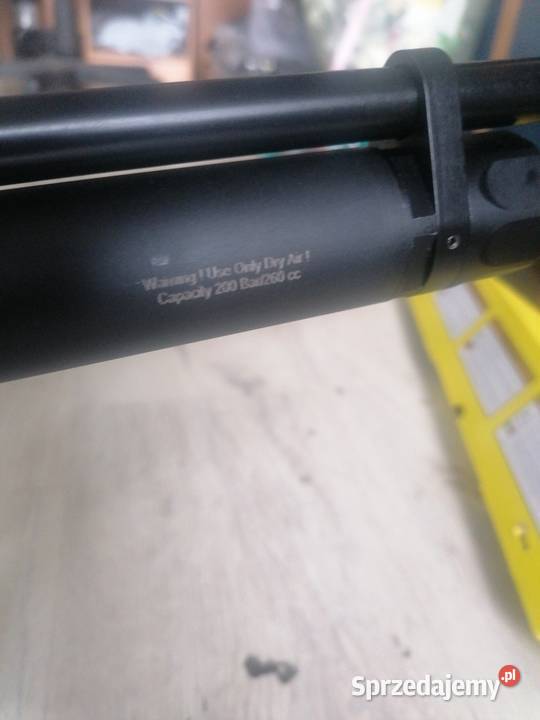 Warning ! Use Only Dry Air !
Capacity 200 Bar/260 cc
Sprzedajemy.pl